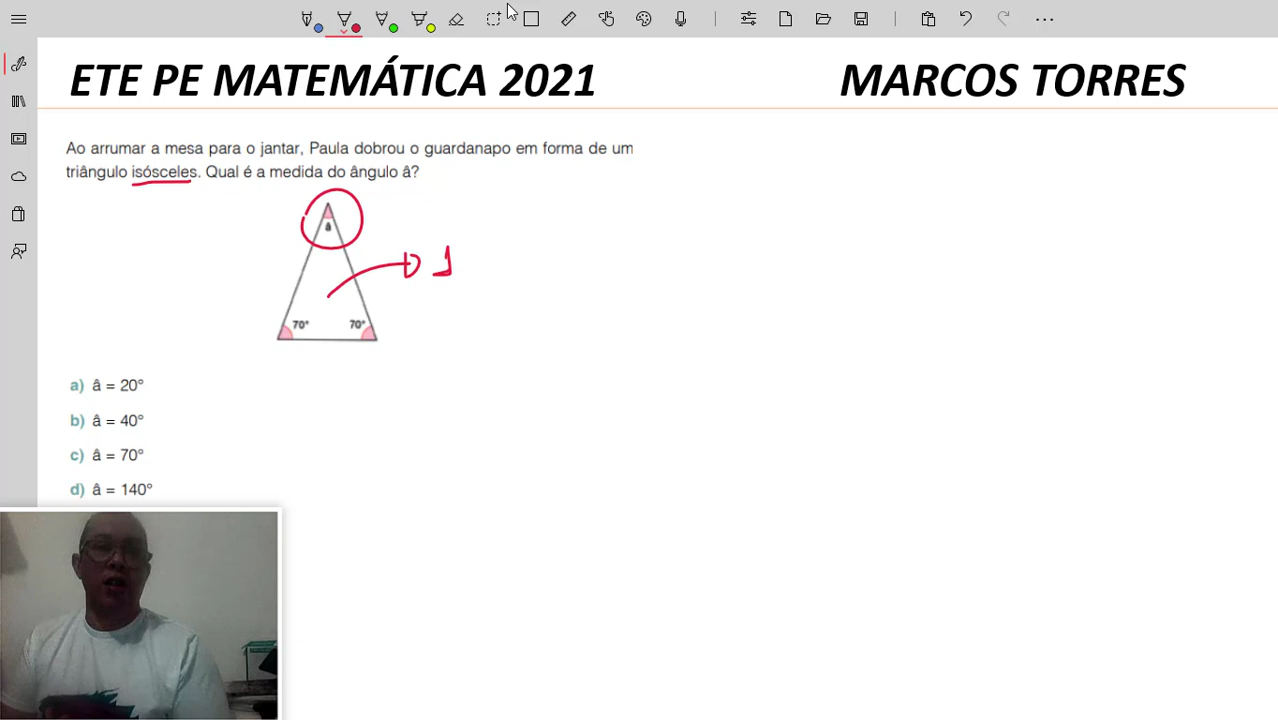 ETE PE MATEMÁTICA 2021 MARCOS TORRES
Ao arrumar a mesa para o jantar, Paula dobrou o guardanapo em forma de um
triângulo isósceles. Qual é a medida do ângulo â?
â
1
70° 70°
a) â = 20°
b) â = 40°
c) â = 70°
d) â = 140°